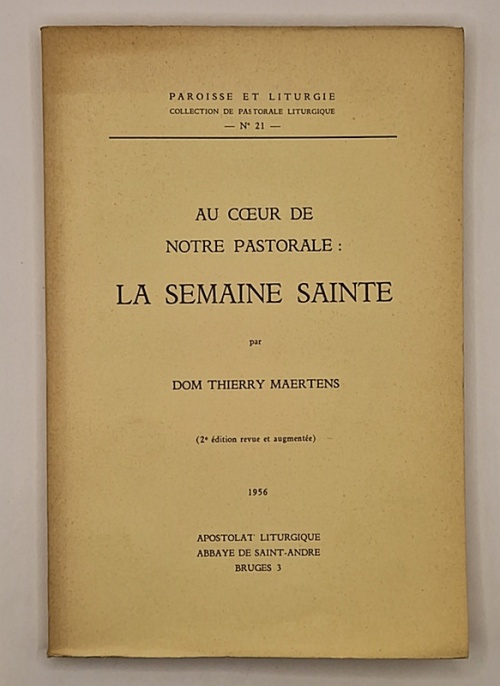 PAROISSE ET LITURGIE
COLLECTION DE PASTORALE LITURGIQUE
— N° 21 —
AU CŒUR DE
NOTRE PASTORALE :
LA SEMAINE SAINTE
par
DOM THIERRY MAERTENS
(2e édition revue et augmentée)
1956
APOSTOLAT LITURGIQUE
ABBAYE DE SAINT-ANDRE
BRUGES 3